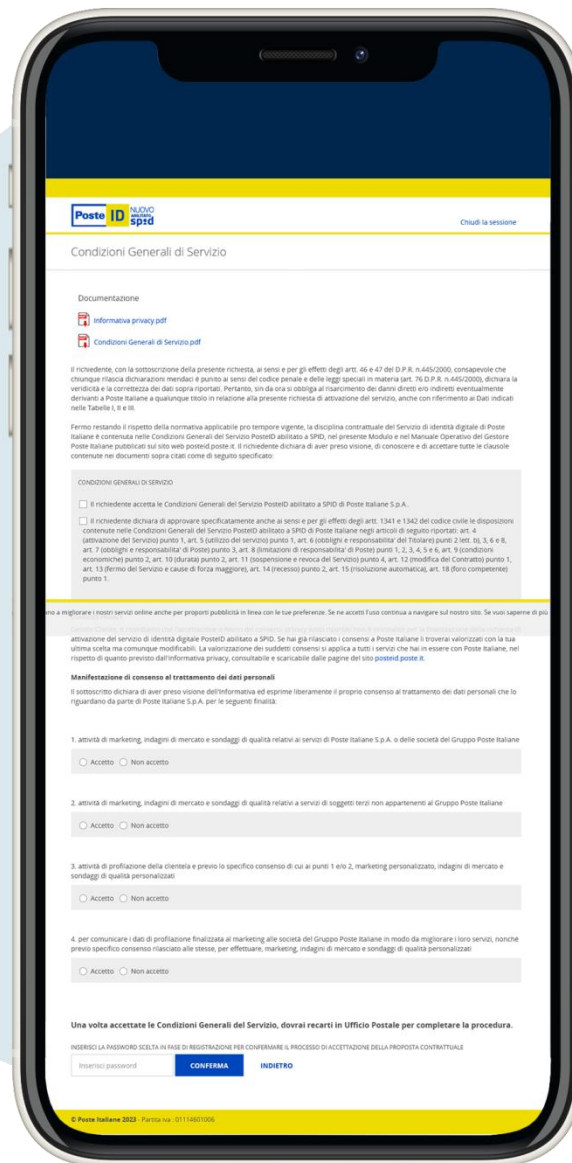 Poste ID NUOVO ABILITATO spid
Chiudi la sessione
Condizioni Generali di Servizio
Documentazione
Informativa privacy.pdf
Condizioni Generali di Servizio.pdf
Il richiedente, con la sottoscrizione della presente richiesta, ai sensi e per gli effetti degli artt. 46 e 47 del D.P.R. n.445/2000, consapevole che
chiunque rilascia dichiarazioni mendaci è punito ai sensi del codice penale e delle leggi speciali in materia (art. 76 D.P.R. n.445/2000), dichiara la
veridicità e la correttezza dei dati sopra riportati. Pertanto, sin da ora si obbliga al risarcimento dei danni diretti e/o indiretti eventualmente
derivanti a Poste Italiane a qualunque titolo in relazione alla presente richiesta di attivazione del servizio, anche con riferimento ai Dati indicati
nelle Tabelle I, II e III.
Fermo restando il rispetto della normativa applicabile pro tempore vigente, la disciplina contrattuale del Servizio di identità digitale di Poste
Italiane è contenuta nelle Condizioni Generali del Servizio PosteID abilitato a SPID, nel presente Modulo e nel Manuale Operativo del Gestore
Poste Italiane pubblicati sul sito web posteid.poste.it. Il richiedente dichiara di aver preso visione, di conoscere e di accettare tutte le clausole
contenute nei documenti sopra citati come di seguito specificato:
CONDIZIONI GENERALI DI SERVIZIO
Il richiedente accetta le Condizioni Generali del Servizio PosteID abilitato a SPID di Poste Italiane S.p.A..
Il richiedente dichiara di approvare specificatamente anche ai sensi e per gli effetti degli artt. 1341 e 1342 del codice civile le disposizioni
contenute nelle Condizioni Generali del Servizio PosteID abilitato a SPID di Poste Italiane negli articoli di seguito riportati: art. 4
(attivazione del Servizio) punto 1, art. 5 (utilizzo del servizio) punto 1, art. 6 (obblighi e responsabilita' del Titolare) punti 2 lett. b), 3, 6 e 8,
art. 7 (obblighi e responsabilita' di Poste) punto 3, art. 8 (limitazioni di responsabilita' di Poste) punti 1, 2, 3, 4, 5 e 6, art. 9 (condizioni
economiche) punto 2, art. 10 (durata) punto 2, art. 11 (sospensione e revoca del Servizio) punto 4, art. 12 (modifica del Contratto) punto 1,
art. 13 (fermo del Servizio e cause di forza maggiore), art. 14 (recesso) punto 2, art. 15 (risoluzione automatica), art. 18 (foro competente)
punto 1.
ano a migliorare i nostri servizi online anche per proporti pubblicità in linea con le tue preferenze. Se ne accetti l'uso continua a navigare sul nostro sito. Se vuoi saperne di più
attivazione del servizio di identità digitale PosteID abilitato a SPID. Se hai già rilasciato i consensi a Poste Italiane li troverai valorizzati con la tua
ultima scelta ma comunque modificabili. La valorizzazione dei suddetti consensi si applica a tutti i servizi che hai in essere con Poste Italiane, nel
rispetto di quanto previsto dall'Informativa privacy, consultabile e scaricabile dalle pagine del sito posteid.poste.it.
Manifestazione di consenso al trattamento dei dati personali
Il sottoscritto dichiara di aver preso visione dell'Informativa ed esprime liberamente il proprio consenso al trattamento dei dati personali che lo
riguardano da parte di Poste Italiane S.p.A. per le seguenti finalità:
1. attività di marketing, indagini di mercato e sondaggi di qualità relativi ai servizi di Poste Italiane S.p.A. o delle società del Gruppo Poste Italiane
Accetto Non accetto
2. attività di marketing, indagini di mercato e sondaggi di qualità relativi a servizi di soggetti terzi non appartenenti al Gruppo Poste Italiane
Accetto Non accetto
3. attività di profilazione della clientela e previo lo specifico consenso di cui ai punti 1 e/o 2, marketing personalizzato, indagini di mercato e
sondaggi di qualità personalizzati
Accetto Non accetto
4. per comunicare i dati di profilazione finalizzata al marketing alle società del Gruppo Poste Italiane in modo da migliorare i loro servizi, nonché
previo specifico consenso rilasciato alle stesse, per effettuare, marketing, indagini di mercato e sondaggi di qualità personalizzati
Accetto Non accetto
Una volta accettate le Condizioni Generali del Servizio, dovrai recarti in Ufficio Postale per completare la procedura.
INSERISCI LA PASSWORD SCELTA IN FASE DI REGISTRAZIONE PER CONFERMARE IL PROCESSO DI ACCETTAZIONE DELLA PROPOSTA CONTRATTUALE
Inserisci password CONFERMA INDIETRO
© Poste Italiane 2023 - Partita iva : 01114601006